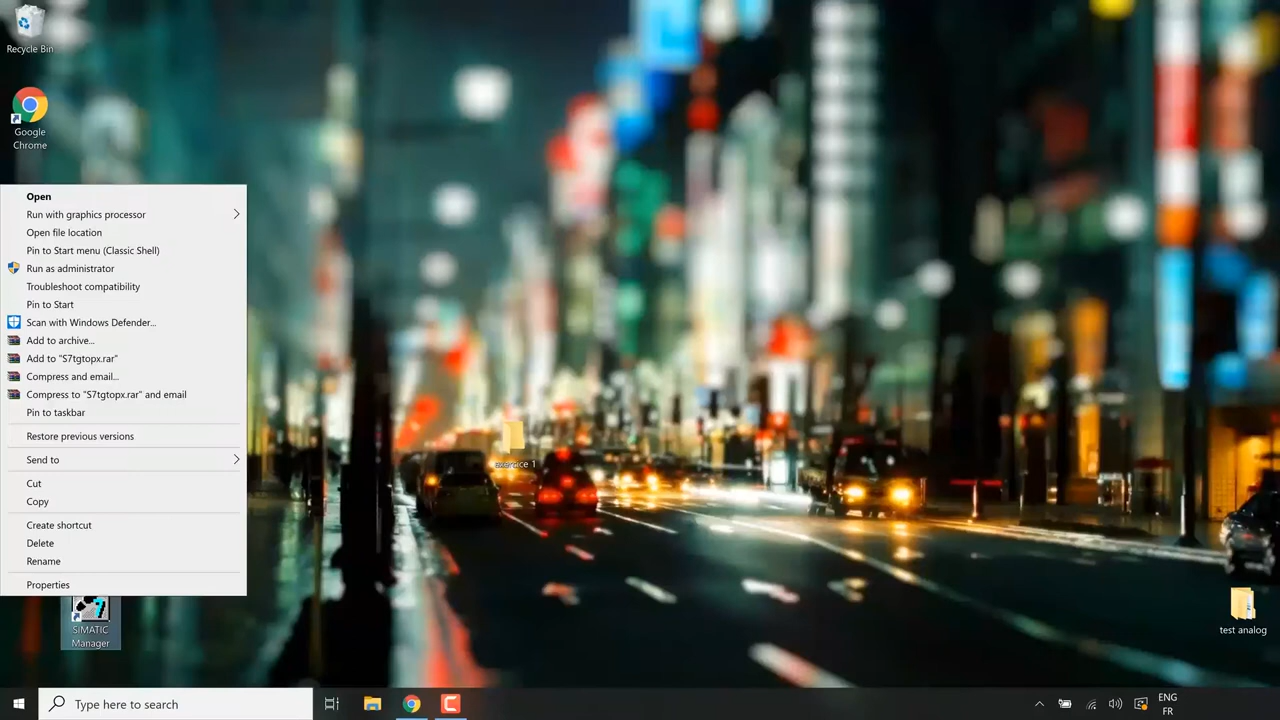 Recycle Bin
Google
Chrome
Open
Run with graphics processor
Open file location
Pin to Start menu (Classic Shell)
Run as administrator
Troubleshoot compatibility
Pin to Start
Scan with Windows Defender...
Add to archive...
Add to "S7tgtopx.rar"
Compress and email...
Compress to "S7tgtopx.rar" and email
Pin to taskbar
Restore previous versions
Send to
Cut
Copy
Create shortcut
Delete
Rename
Properties
exercice 1
SIMATIC
Manager
test analog
Type here to search
ENG
FR